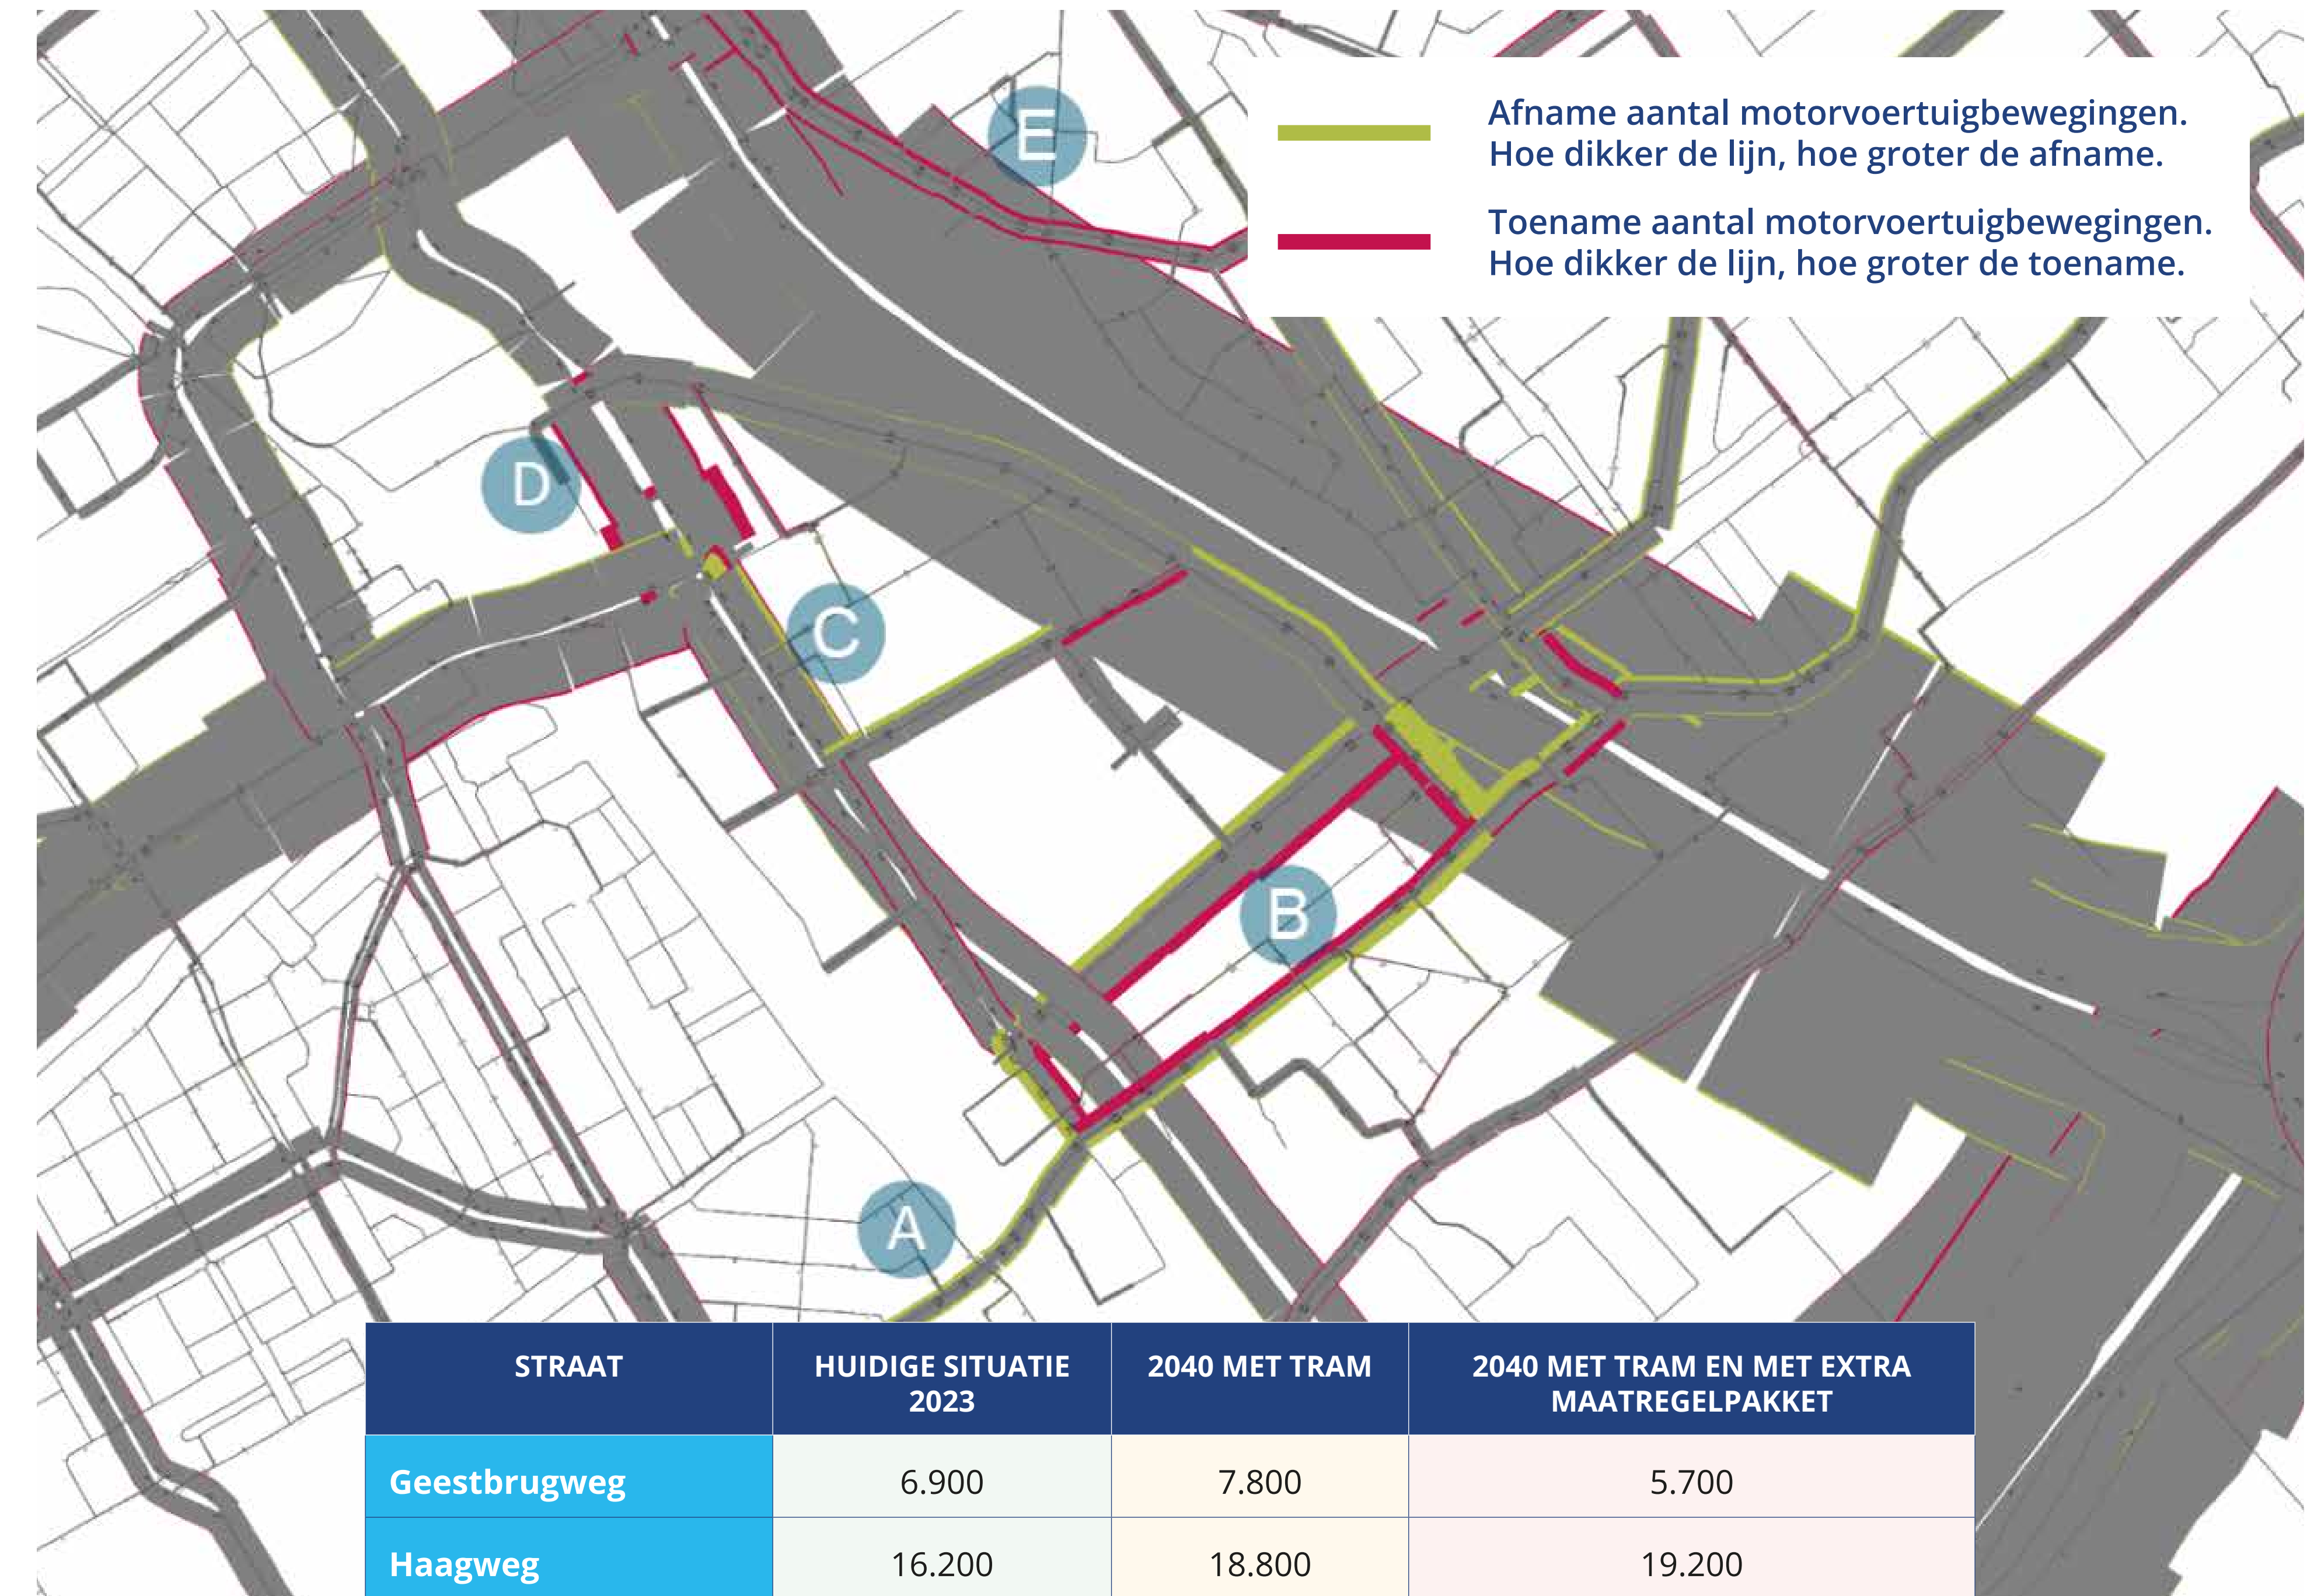 E
Afname aantal motorvoertuigbewegingen.
Hoe dikker de lijn, hoe groter de afname.
Toename aantal motorvoertuigbewegingen.
Hoe dikker de lijn, hoe groter de toename.
D
C
B
A
STRAAT
HUIDIGE SITUATIE
2023
2040 MET TRAM
2040 MET TRAM EN MET EXTRA
MAATREGELPAKKET
Geestbrugweg 6.900 7.800 5.700
Haagweg 16.200 18.800 19.200